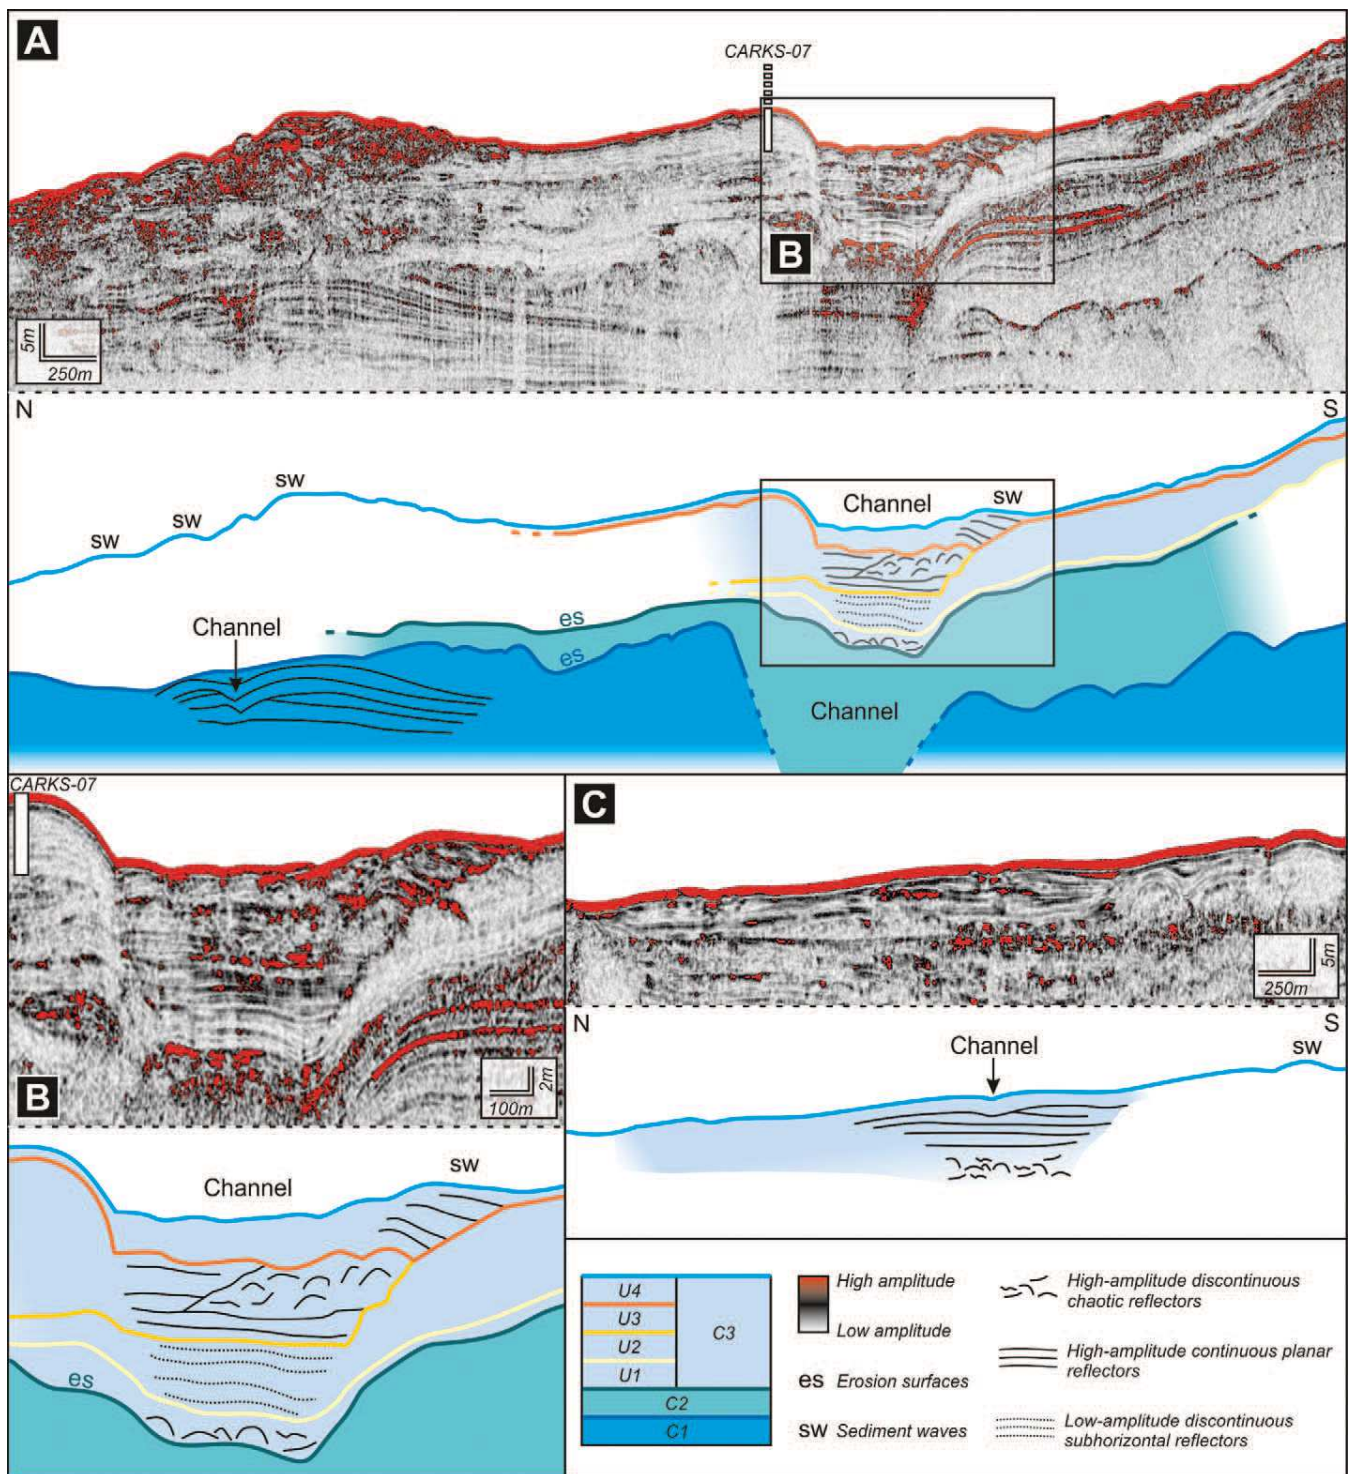 A
CARKS-07
B
5m
250m
N
S
sw
sw
sw
Channel
sw
es
es
Channel
Channel
CARKS-07
B
2m
100m
C
5m
250m
N
S
Channel
sw
Channel
sw
es
U4
U3
U2
U1
C3
C2
C1
High amplitude
Low amplitude
es Erosion surfaces
sw Sediment waves
High-amplitude discontinuous
chaotic reflectors
High-amplitude continuous planar
reflectors
Low-amplitude discontinuous
subhorizontal reflectors